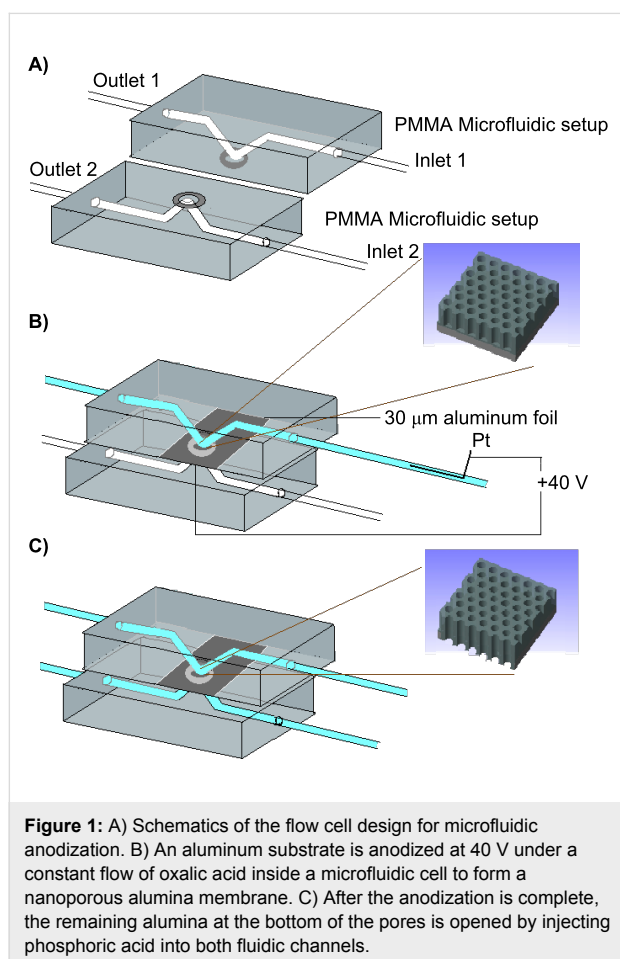 A)
Outlet 1
PMMA Microfluidic setup
Inlet 1
Outlet 2
PMMA Microfluidic setup
Inlet 2
B)
30 μm aluminum foil
Pt
+40 V
C)
Figure 1: A) Schematics of the flow cell design for microfluidic
anodization. B) An aluminum substrate is anodized at 40 V under a
constant flow of oxalic acid inside a microfluidic cell to form a
nanoporous alumina membrane. C) After the anodization is complete,
the remaining alumina at the bottom of the pores is opened by injecting
phosphoric acid into both fluidic channels.